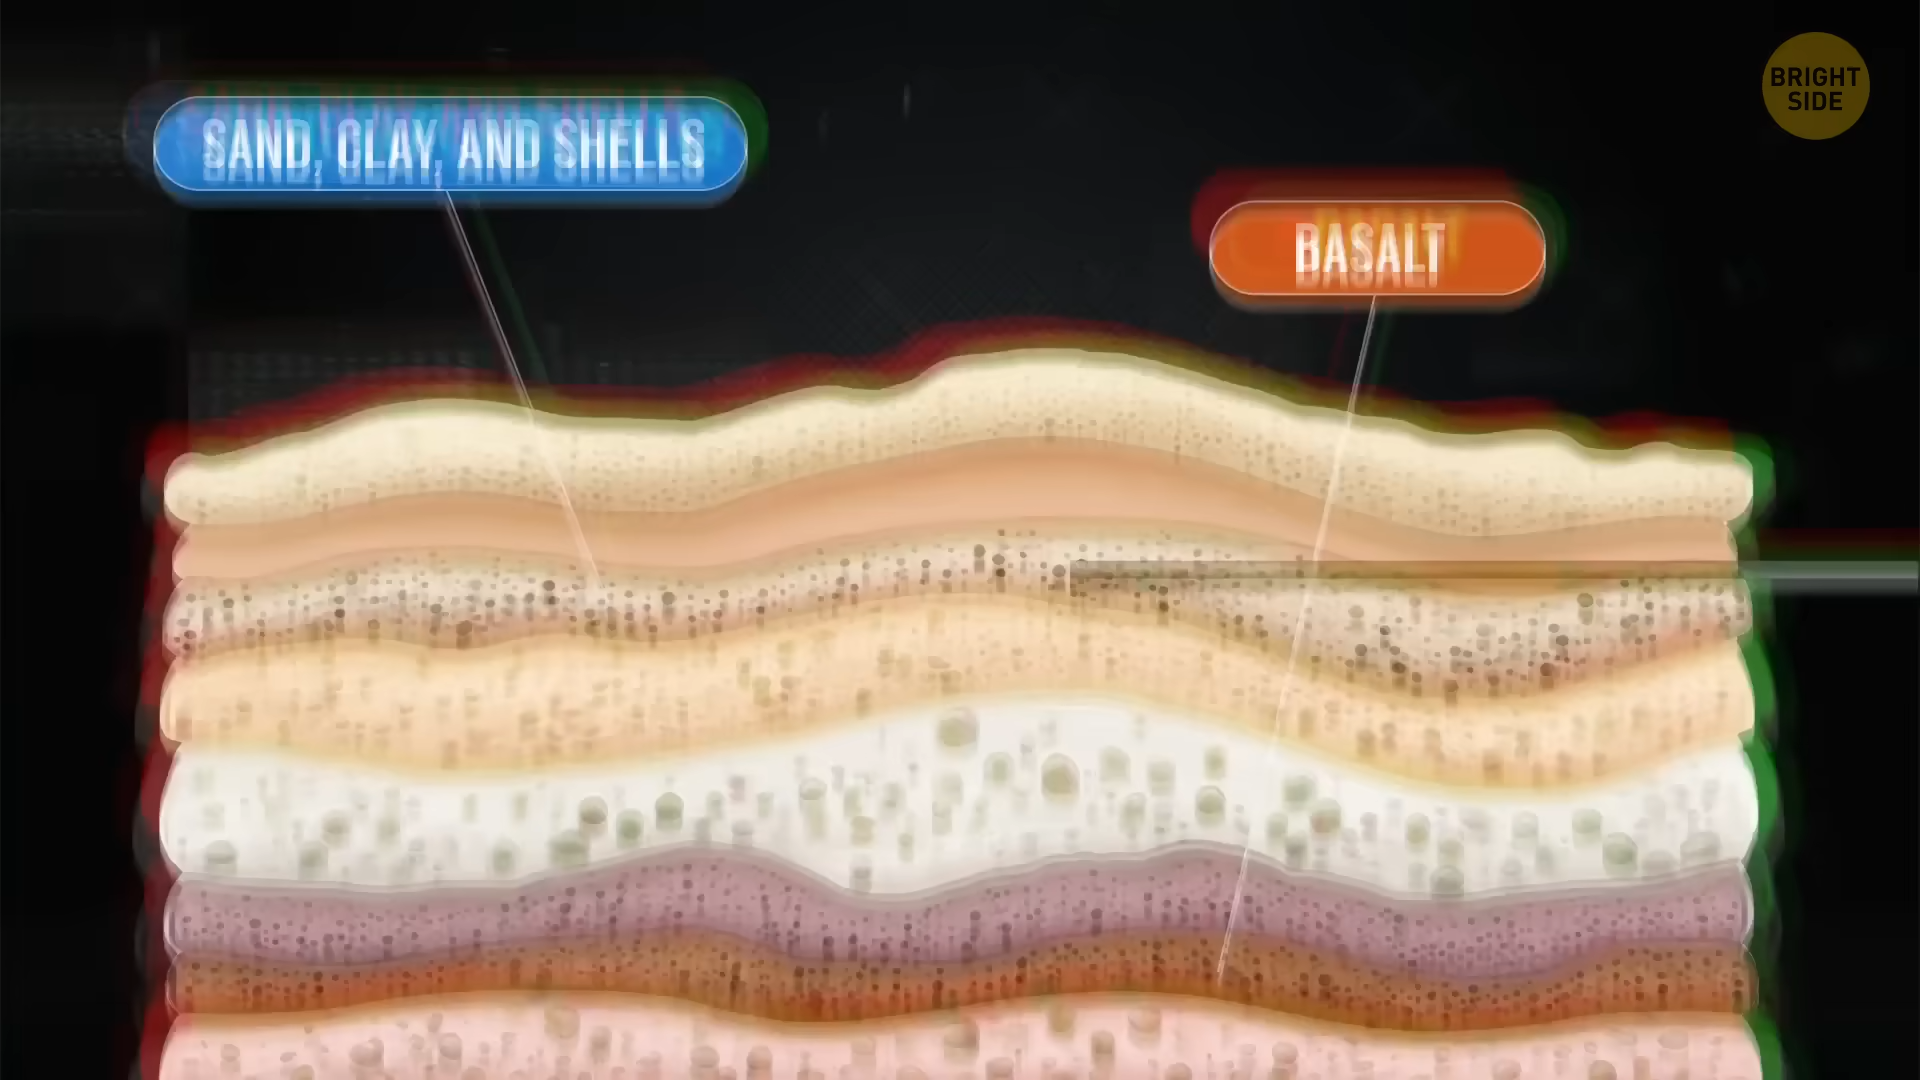 SAND, CLAY, AND SHELLS
BASALT
BRIGHT
SIDE